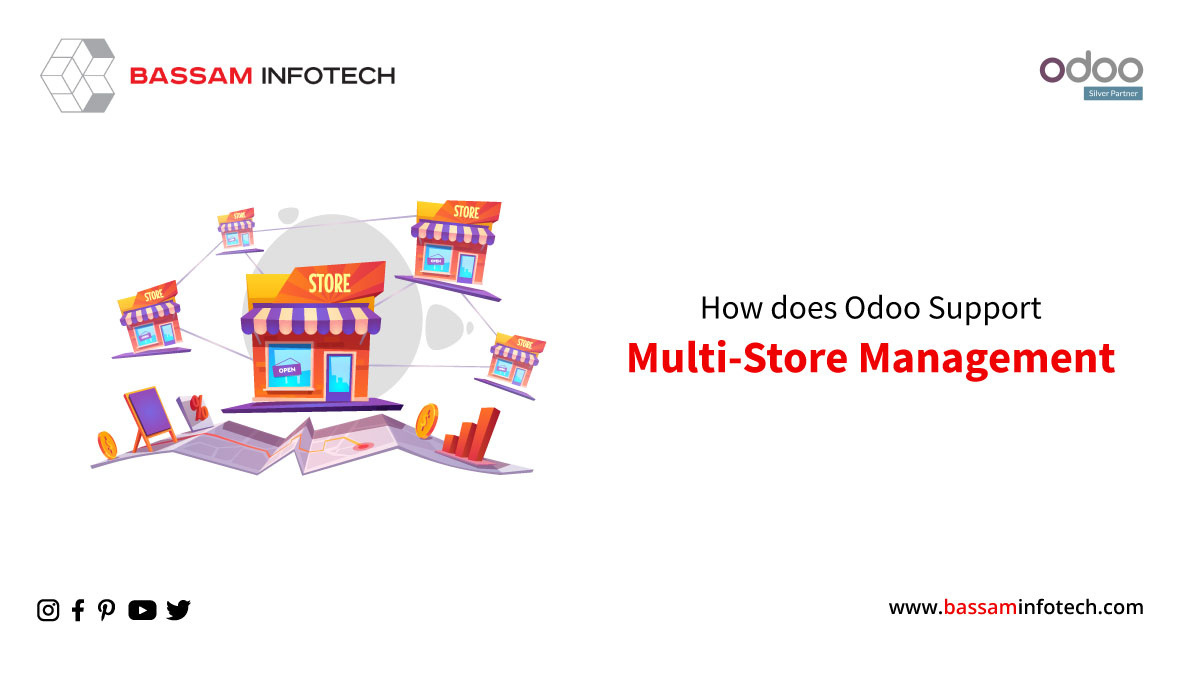 BASSAM INFOTECH
odoo
Silver Partner
STORE
STORE
STORE
STORE
STORE
OPEN
OPEN
How does Odoo Support
Multi-Store Management
%
$
$
www.bassaminfotech.com